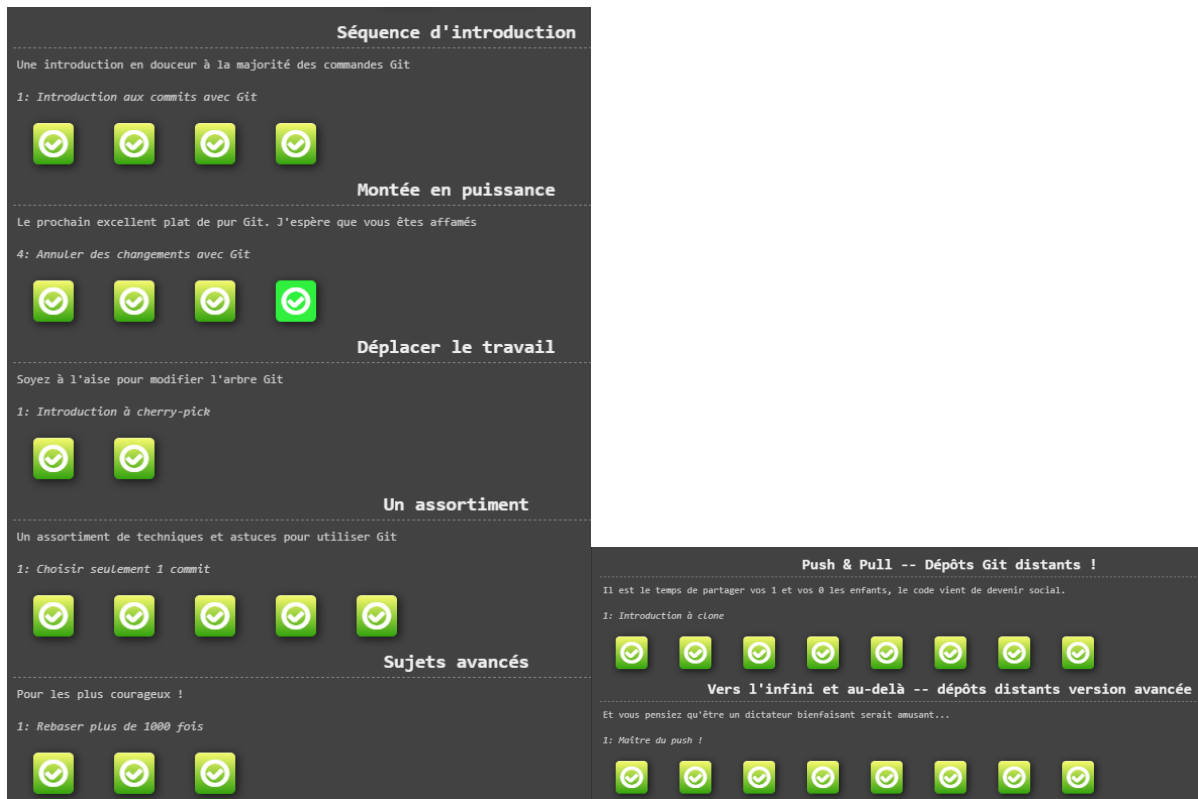 Séquence d'introduction
Une introduction en douceur à la majorité des commandes Git
1: Introduction aux commits avec Git
Montée en puissance
Le prochain excellent plat de pur Git. J'espère que vous êtes affamés
4: Annuler des changements avec Git
Déplacer le travail
Soyez à l'aise pour modifier l'arbre Git
1: Introduction à cherry-pick
Un assortiment
Un assortiment de techniques et astuces pour utiliser Git
1: Choisir seulement 1 commit
Sujets avancés
Pour les plus courageux !
1: Rebaser plus de 1000 fois
Push & Pull -- Dépôts Git distants !
Il est le temps de partager vos 1 et vos 0 les enfants, le code vient de devenir social.
1: Introduction à clone
Vers l'infini et au-delà -- dépôts distants version avancée
Et vous pensiez qu'être un dictateur bienfaisant serait amusant...
1: Maître du push !